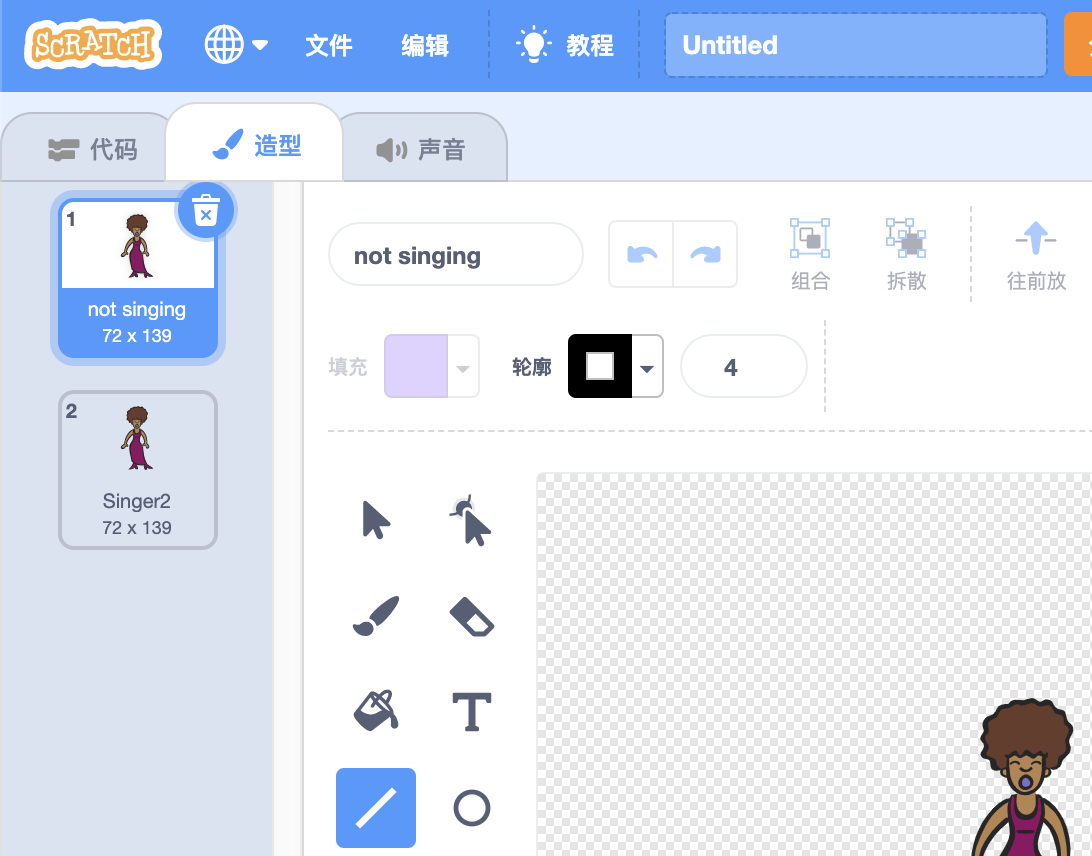 SCRATCH 文件 编辑 教程 Untitled
代码 造型 声音
1
not singing
72 x 139
2
Singer2
72 x 139
not singing
组合 拆散 往前放
填充 轮廓 4
T